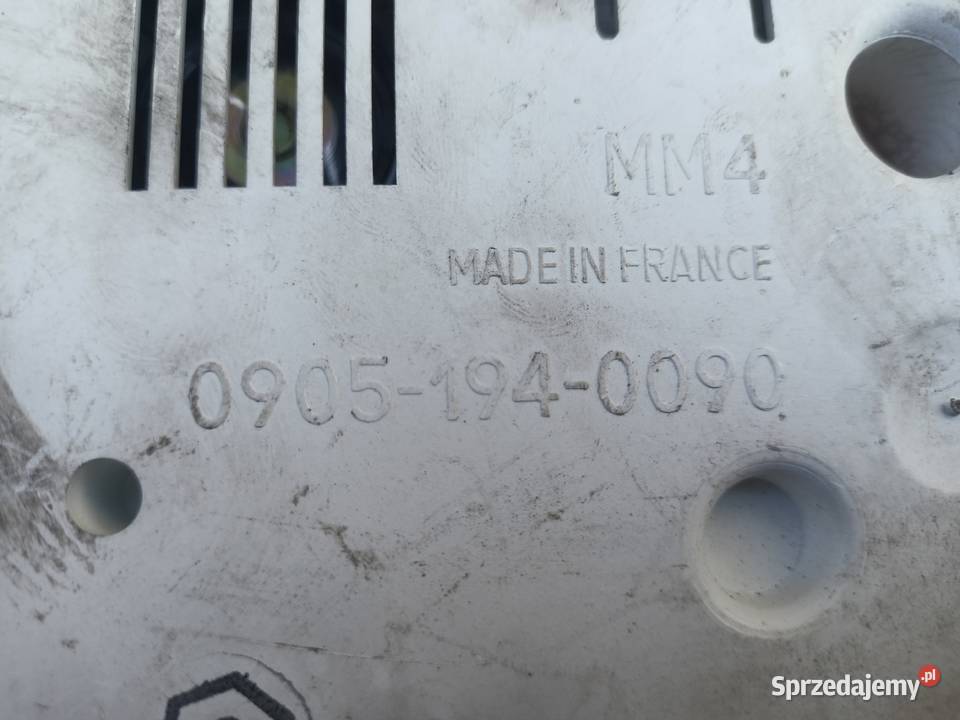 MM4
MADE IN FRANCE
0905-194-0090
Sprzedajemy.pl